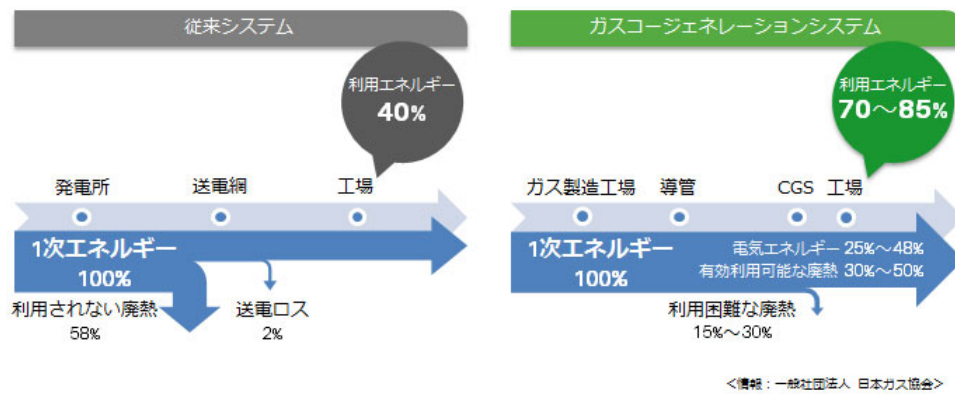 従来システム
利用エネルギー
40%
発電所
送電網
工場
1次エネルギー
100%
利用されない廃熱
58%
送電ロス
2%
ガスコージェネレーションシステム
利用エネルギー
70～85%
ガス製造工場
導管
CGS
工場
1次エネルギー
100%
電気エネルギー 25%～48%
有効利用可能な廃熱 30%～50%
利用困難な廃熱
15%～30%
<情報：一般社団法人 日本ガス協会>